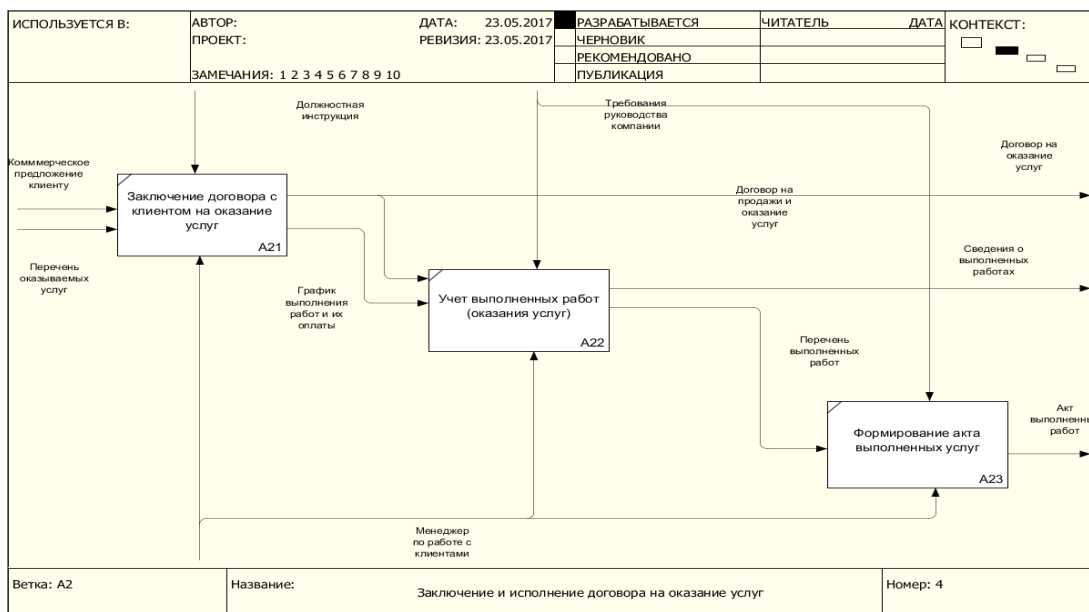 ИСПОЛЬЗУЕТСЯ В:
АВТОР:
ДАТА: 23.05.2017
РАЗРАБАТЫВАЕТСЯ
ЧИТАТЕЛЬ
ДАТА
КОНТЕКСТ:
ПРОЕКТ:
РЕВИЗИЯ: 23.05.2017
ЧЕРНОВИК
РЕКОМЕНДОВАНО
ЗАМЕЧАНИЯ: 1 2 3 4 5 6 7 8 9 10
ПУБЛИКАЦИЯ
Должностная
инструкция
Требования
руководства
компании
Комммерческое
предложение
клиенту
Договор на
оказание
услуг
Заключение договора с
клиентом на оказание
услуг
A21
Договор на
продажи и
оказание
услуг
Перечень
оказываемых
услуг
Сведения о
выполненных
работах
График
выполнения
работ и их
оплаты
Учет выполненных работ
(оказания услуг)
A22
Перечень
выполненных
работ
Акт
выполненны
работ
Формирование акта
выполненных услуг
A23
Менеджер
по работе с
клиентами
Ветка: A2
Название:
Заключение и исполнение договора на оказание услуг
Номер: 4